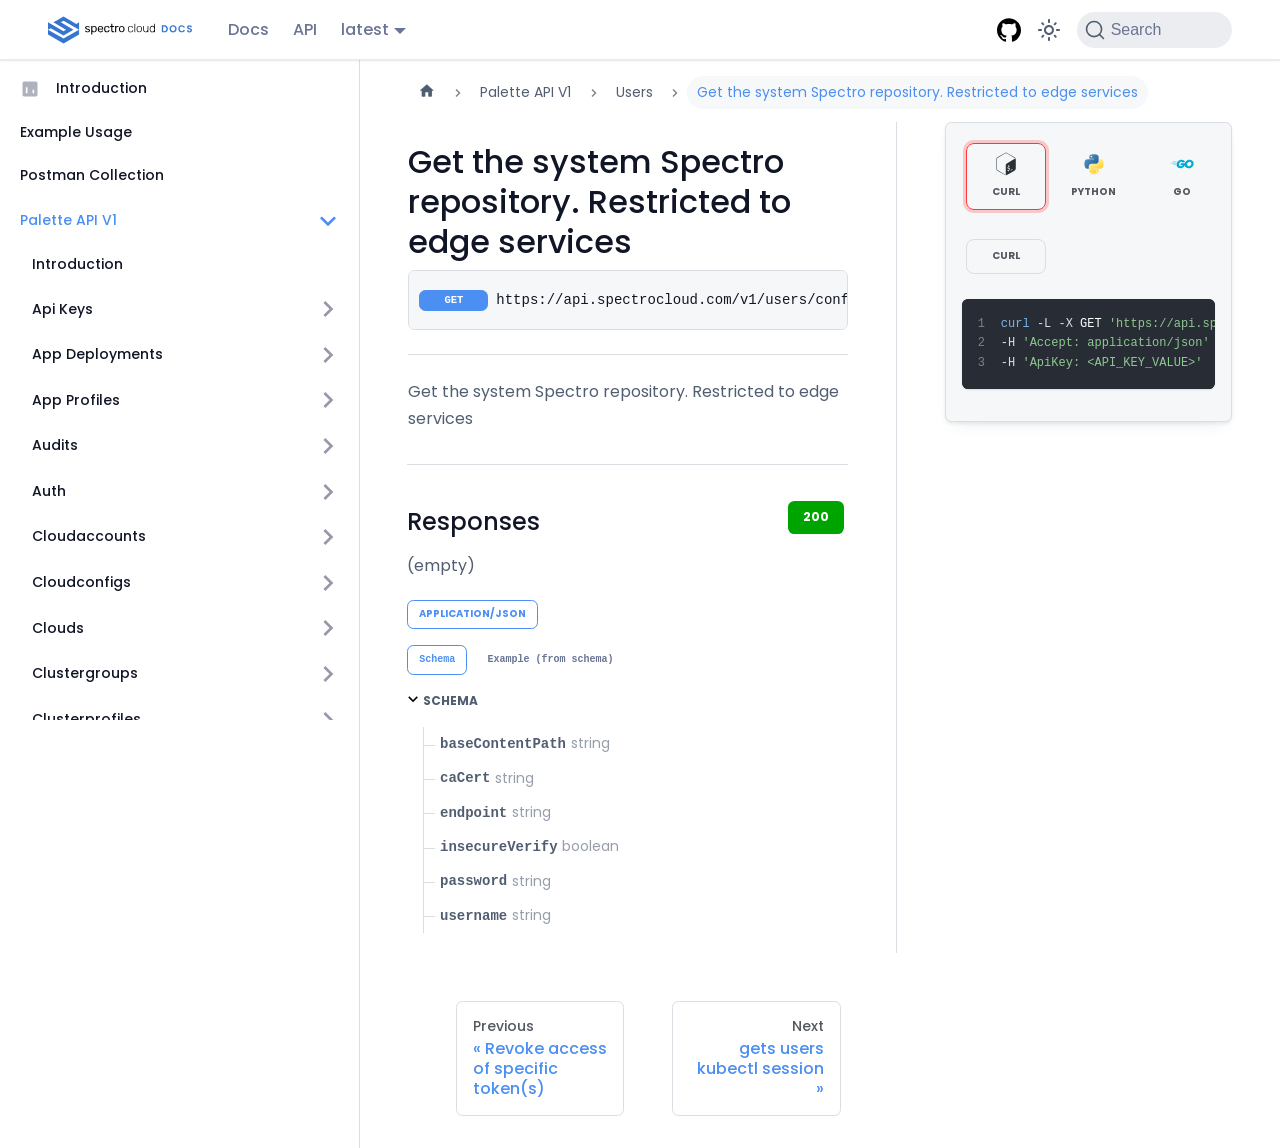 spectro cloud DOCS
Docs
API
latest
Search
Introduction
Example Usage
Postman Collection
Palette API V1
Introduction
Api Keys
App Deployments
App Profiles
Audits
Auth
Cloudaccounts
Cloudconfigs
Clouds
Clustergroups
Clusterprofiles
Palette API V1
Users
Get the system Spectro repository. Restricted to edge services
Get the system Spectro
repository. Restricted to
edge services
GET https://api.spectrocloud.com/v1/users/conf
Get the system Spectro repository. Restricted to edge
services
Responses
200
(empty)
APPLICATION/JSON
Schema
Example (from schema)
SCHEMA
baseContentPath string
caCert string
endpoint string
insecureVerify boolean
password string
username string
Previous
« Revoke access
of specific
token(s)
Next
gets users
kubectl session
»
CURL
PYTHON
GO
CURL
1 curl -L -X GET 'https://api.sp
2 -H 'Accept: application/json'
3 -H 'ApiKey: <API_KEY_VALUE>'